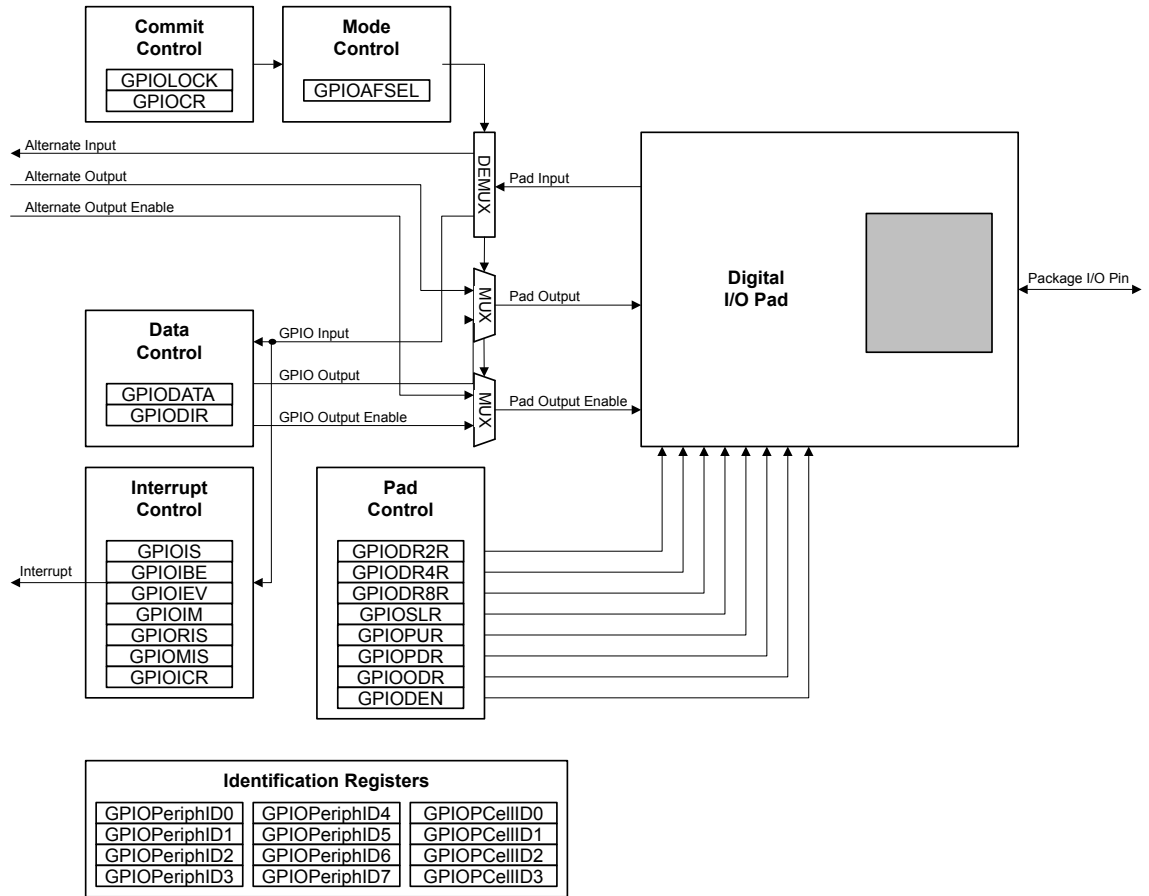 Commit
Control
GPIOLOCK
GPIOCR
Mode
Control
GPIOAFSEL
Alternate Input
Alternate Output
Alternate Output Enable
DEMUX
Pad Input
MUX
Pad Output
MUX
Pad Output Enable
Digital
I/O Pad
Package I/O Pin
Data
Control
GPIODATA
GPIODIR
GPIO Input
GPIO Output
GPIO Output Enable
Interrupt
Control
GPIOIS
GPIOIBE
GPIOIEV
GPIOIM
GPIORIS
GPIOMIS
GPIOICR
Interrupt
Pad
Control
GPIODR2R
GPIODR4R
GPIODR8R
GPIOSLR
GPIOPUR
GPIOPDR
GPIOODR
GPIODEN
Identification Registers
GPIOPeriphID0 GPIOPeriphID4 GPIOPCellID0
GPIOPeriphID1 GPIOPeriphID5 GPIOPCellID1
GPIOPeriphID2 GPIOPeriphID6 GPIOPCellID2
GPIOPeriphID3 GPIOPeriphID7 GPIOPCellID3